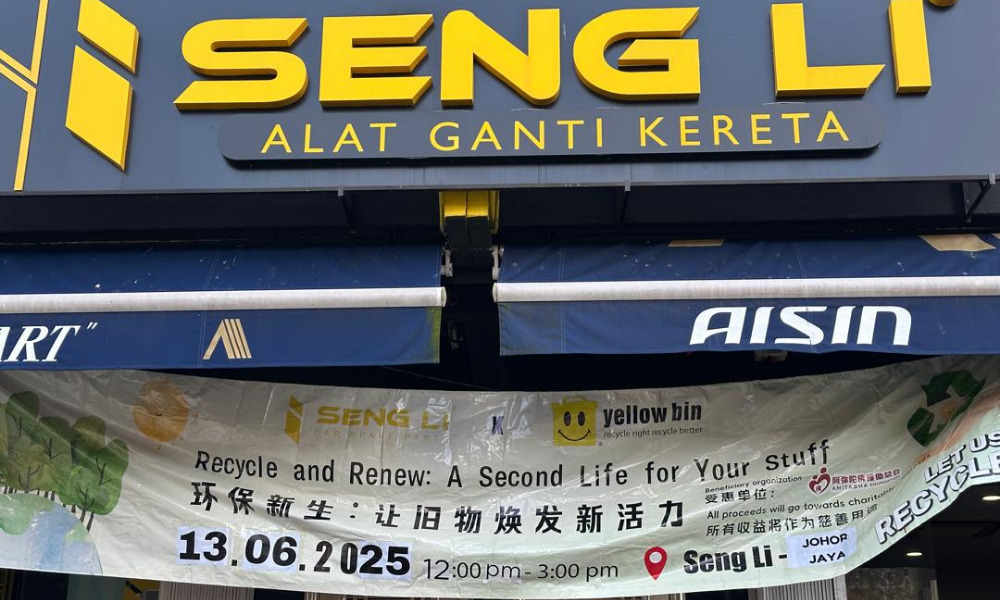 SENG LI
ALAT GANTI KERETA
ART"
AISIN
SENG LI x yellow bin
recycle right recycle better
Recycle and Renew: A Second Life for Your Stuff
环保新生：让旧物焕发新活力
Beneficiary organization
受惠单位：
All proceeds will go towards
所有收益将作为慈善用
LET US
RECYCLE
13.06.2025 12:00 pm - 3:00 pm Seng Li - JOHOR JAYA